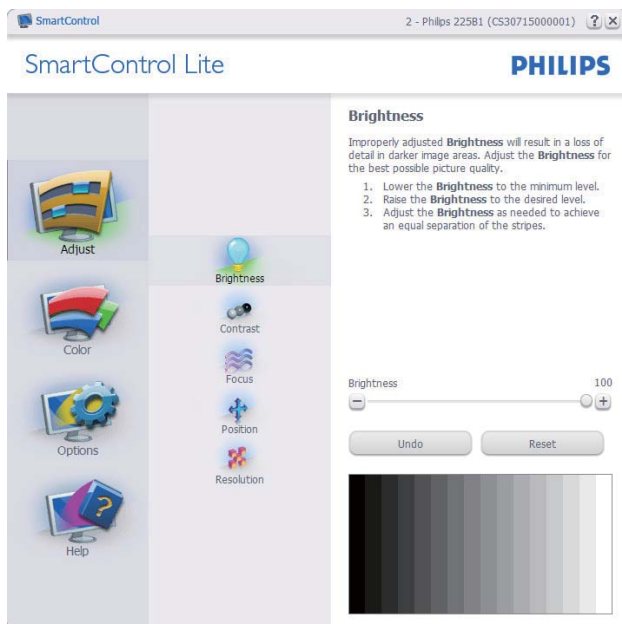 SmartControl
2 - Philips 225B1 (CS30715000001)
?
SmartControl Lite
PHILIPS
Adjust
Color
Options
?
Help
Brightness
Contrast
Focus
Position
Resolution
Brightness
Improperly adjusted Brightness will result in a loss of
detail in darker image areas. Adjust the Brightness for
the best possible picture quality.
1. Lower the Brightness to the minimum level.
2. Raise the Brightness to the desired level.
3. Adjust the Brightness as needed to achieve
an equal separation of the stripes.
Brightness 100
Undo Reset